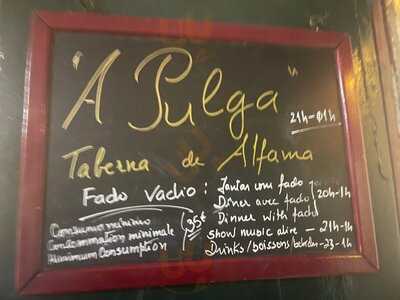 "A Pulga"
21h-01h
Taberna de Alfama
Fado Vadio : Jantar com fado
Diner avec fado 20h-1h
Dinner with fado
Consumo minimo
Consommation minimale
Minimum Consumption
35€
show music alive - 21h-1h
Drinks/boissons/bebidas-23-1h